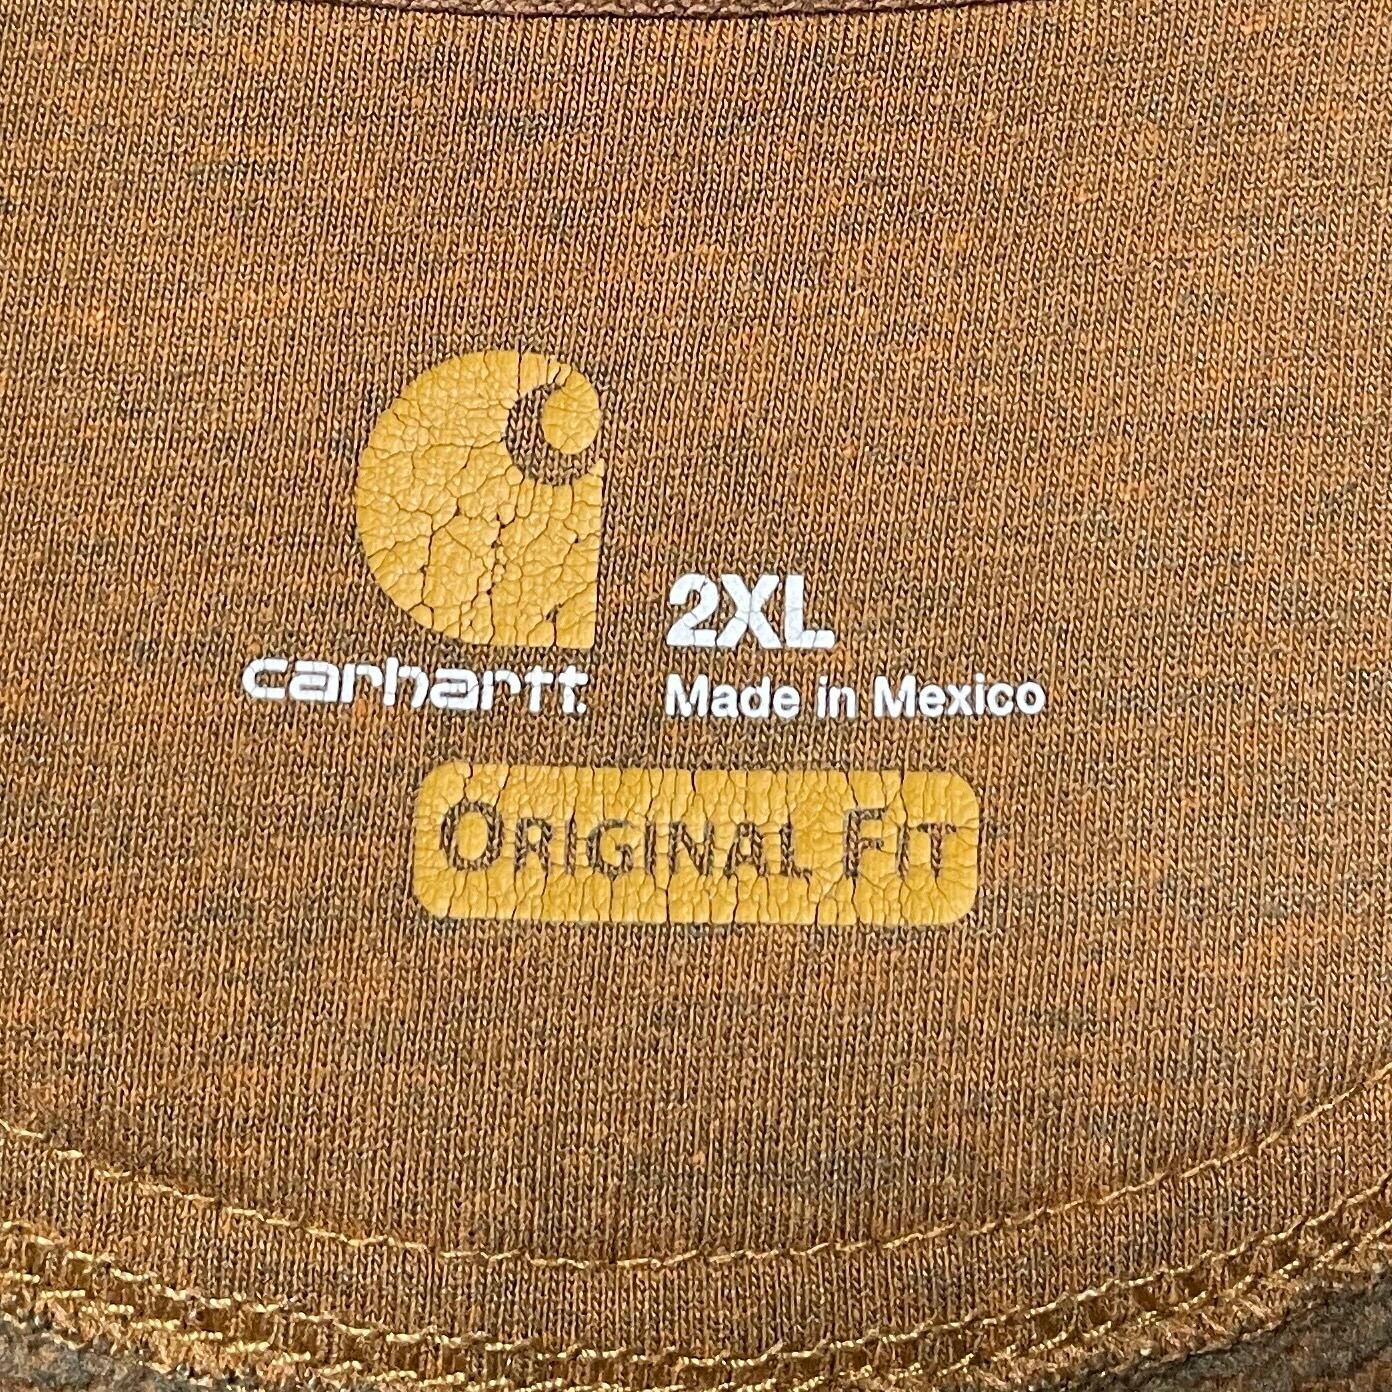 2XL
carhartt
Made in Mexico
ORIGINAL FIT